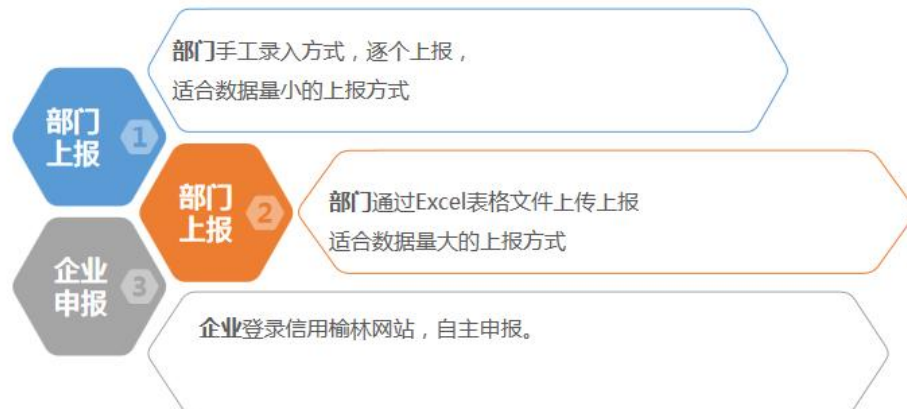 部门手工录入方式，逐个上报，
适合数据量小的上报方式
部门
上报
1
部门
上报
2
部门通过Excel表格文件上传上报
适合数据量大的上报方式
企业
申报
3
企业登录信用榆林网站，自主申报。